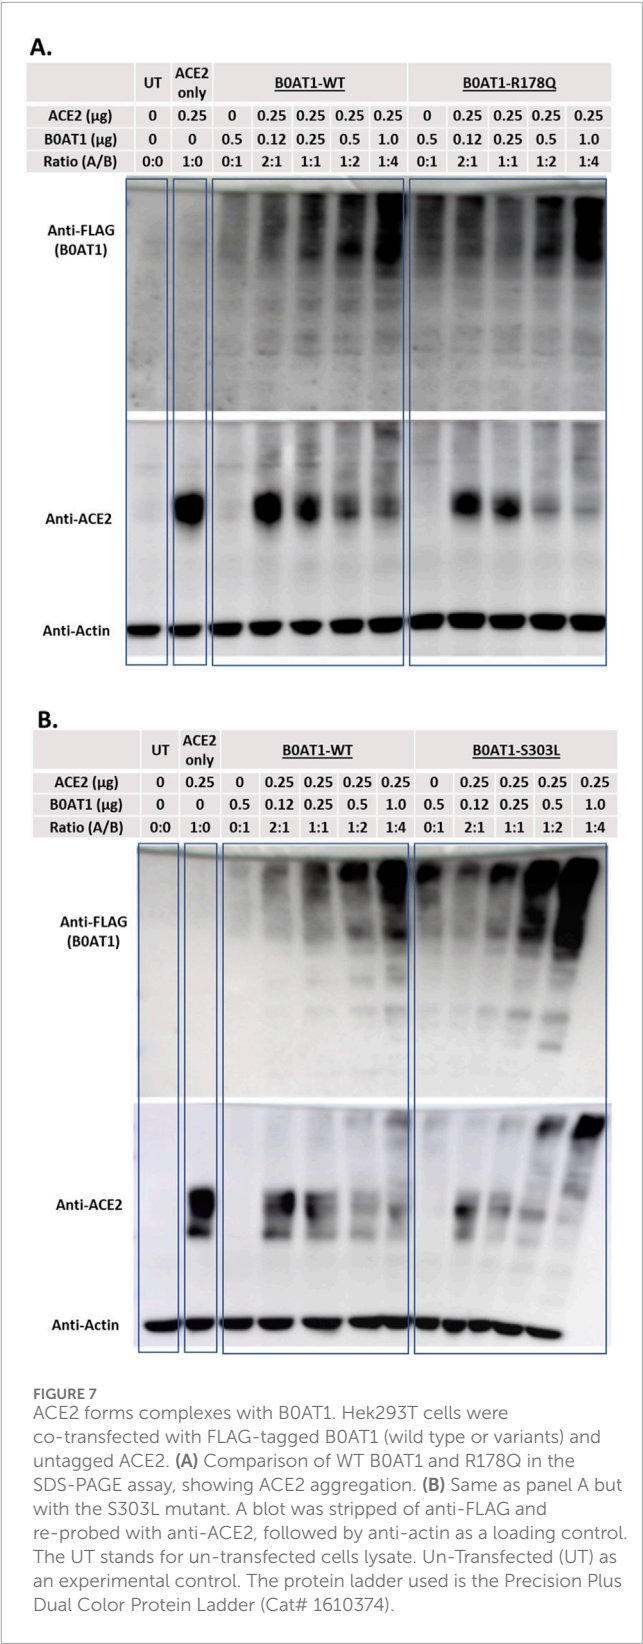 A.
UT ACE2 only B0AT1-WT B0AT1-R178Q
ACE2 (µg) 0 0.25 0 0.25 0.25 0.25 0.25 0 0.25 0.25 0.25 0.25
B0AT1 (µg) 0 0 0.5 0.12 0.25 0.5 1.0 0.5 0.12 0.25 0.5 1.0
Ratio (A/B) 0:0 1:0 0:1 2:1 1:1 1:2 1:4 0:1 2:1 1:1 1:2 1:4
Anti-FLAG
(B0AT1)
Anti-ACE2
Anti-Actin
B.
UT ACE2 only B0AT1-WT B0AT1-S303L
ACE2 (µg) 0 0.25 0 0.25 0.25 0.25 0.25 0 0.25 0.25 0.25 0.25
B0AT1 (µg) 0 0 0.5 0.12 0.25 0.5 1.0 0.5 0.12 0.25 0.5 1.0
Ratio (A/B) 0:0 1:0 0:1 2:1 1:1 1:2 1:4 0:1 2:1 1:1 1:2 1:4
Anti-FLAG
(B0AT1)
Anti-ACE2
Anti-Actin
FIGURE 7
ACE2 forms complexes with B0AT1. Hek293T cells were
co-transfected with FLAG-tagged B0AT1 (wild type or variants) and
untagged ACE2. (A) Comparison of WT B0AT1 and R178Q in the
SDS-PAGE assay, showing ACE2 aggregation. (B) Same as panel A but
with the S303L mutant. A blot was stripped of anti-FLAG and
re-probed with anti-ACE2, followed by anti-actin as a loading control.
The UT stands for un-transfected cells lysate. Un-Transfected (UT) as
an experimental control. The protein ladder used is the Precision Plus
Dual Color Protein Ladder (Cat# 1610374).